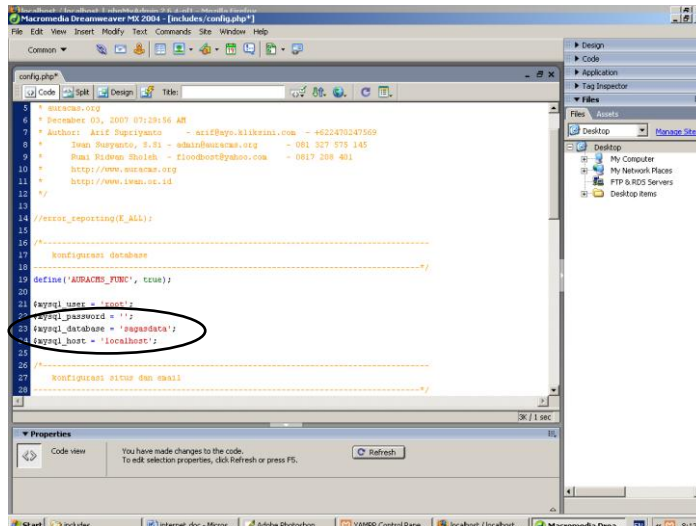 Macromedia Dreamweaver MX 2004 - [includes/config.php*]
File Edit View Insert Modify Text Commands Site Window Help
Common
config.php*
Code Split Design Title:
5 * auracms.org
6 * December 03, 2007 07:29:56 AM
7 * Author: Arif Supriyanto - arif@ayo.kliksini.com - +622470247569
8 * Iwan Susyanto, S.Si - admin@auracms.org - 081 327 575 145
9 * Rumi Ridwan Sholeh - floodbost@yahoo.com - 0817 208 401
10 * http://www.auracms.org
11 * http://www.iwan.or.id
12 */
13
14 //error_reporting(E_ALL);
15
16 /*------------------------------------------------------------
17 konfigurasi database
18 ------------------------------------------------------------*/
19 define('AURACMS_FUNC', true);
20
21 $mysql_user = 'root';
22 $mysql_password = '';
23 $mysql_database = 'sagasdata';
24 $mysql_host = 'localhost';
25
26 /*------------------------------------------------------------
27 konfigurasi situs dan email
28 ------------------------------------------------------------*/
3K / 1 sec
Properties
Code view
You have made changes to the code.
To edit selection properties, click Refresh or press F5.
Refresh
Design
Code
Application
Tag Inspector
Files
Files Assets
Desktop Manage Site
Desktop
My Computer
My Network Places
FTP & RDS Servers
Desktop items
Start includes internet.doc - Micros Adobe Photoshop XAMPP Control Pane localhost / localhost Macromedia Drea